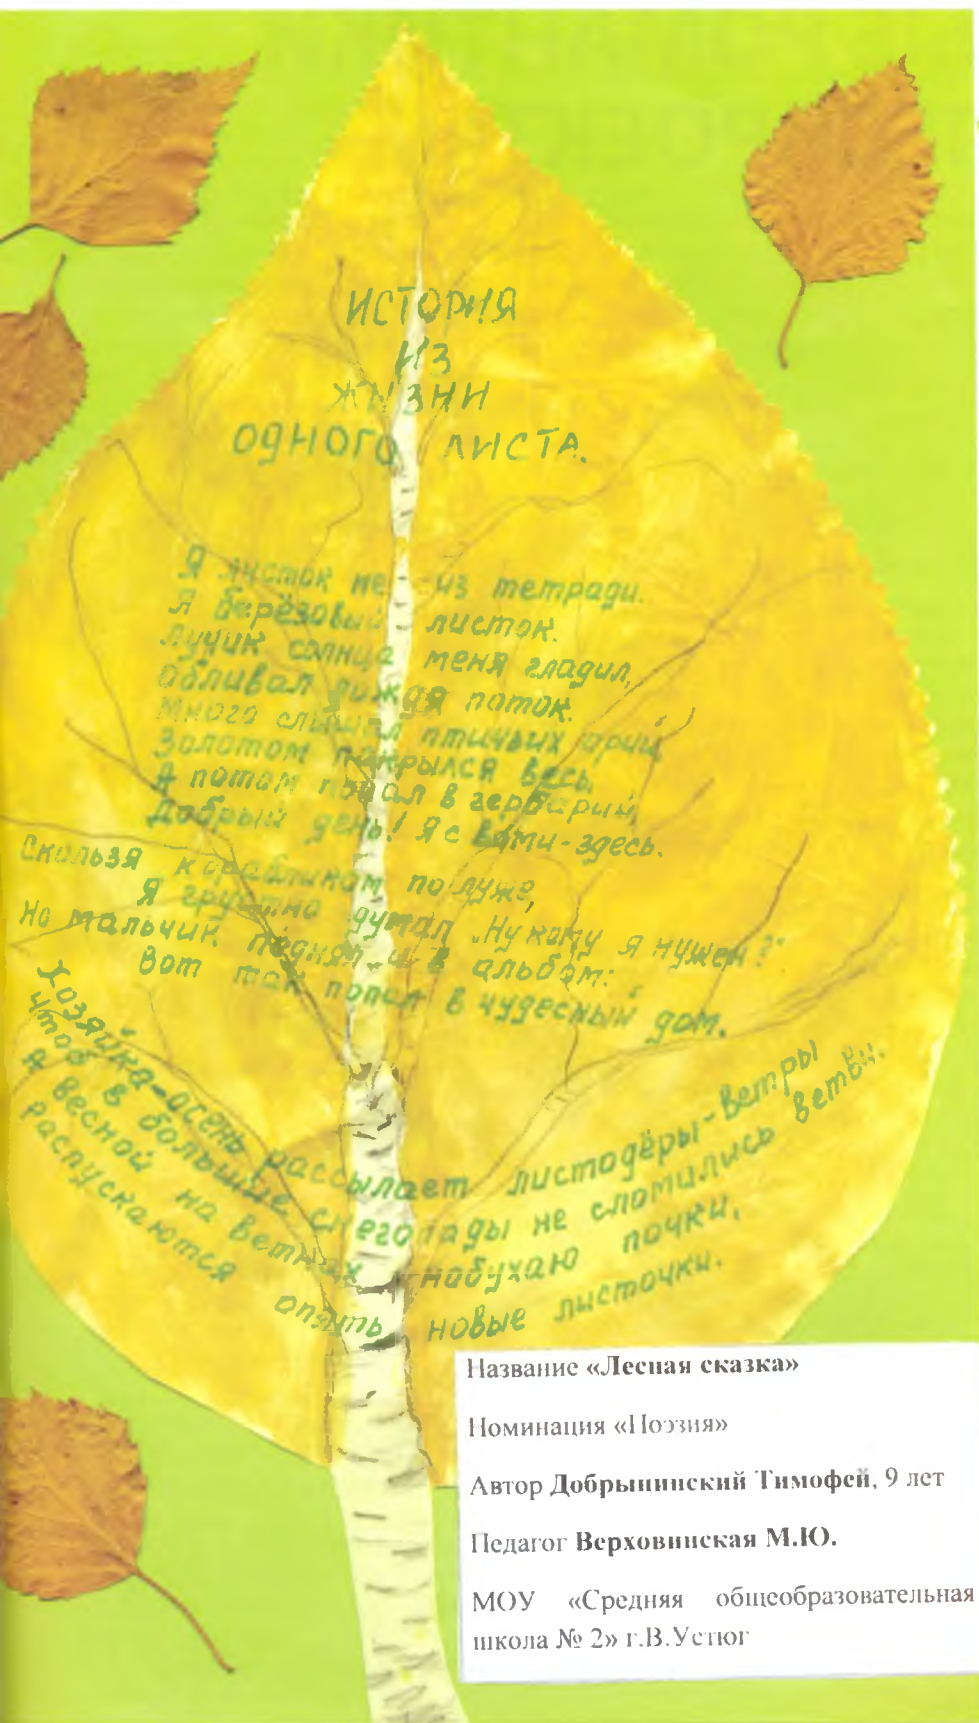 ИСТОРИЯ
ИЗ
ЖИЗНИ
ОДНОГО ЛИСТА.
Я листок не из тетради.
Я берёзовый листок.
Лучик солнца меня гладил,
Обливал дождя поток.
Много слышал птичьих арий,
Золотом покрылся весь,
А потом попал в гербарий,
Добрый день! Я с вами-здесь.
Скользя корабликом по луже,
Я грустно думал „Ну кому я нужен?"
Но мальчик поднял и в альбом:
Вот так попал в чудесный дом.
Хозяйка-осень рассылает листодёры-ветры
Чтоб в большие снегопады не сломились ветви.
А весной на ветках набухаю почки,
Распускаются опять новые листочки.
Название «Лесная сказка»
Номинация «Поэзия»
Автор Добрынинский Тимофей, 9 лет
Педагог Верховинская М.Ю.
МОУ «Средняя общеобразовательная
школа № 2» г.В.Устюг